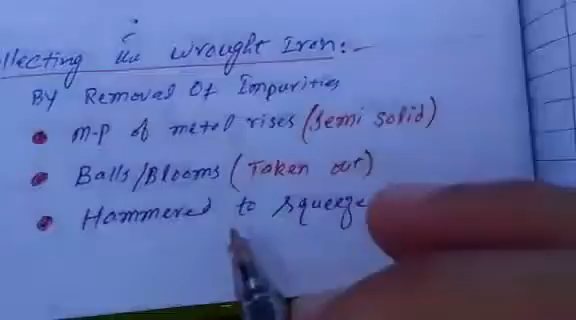 llecting the Wrought Iron:-
By Removal Of Impurities
M.P of metal rises (Semi Solid)
Balls/Blooms (Taken out)
Hammered to squeeze